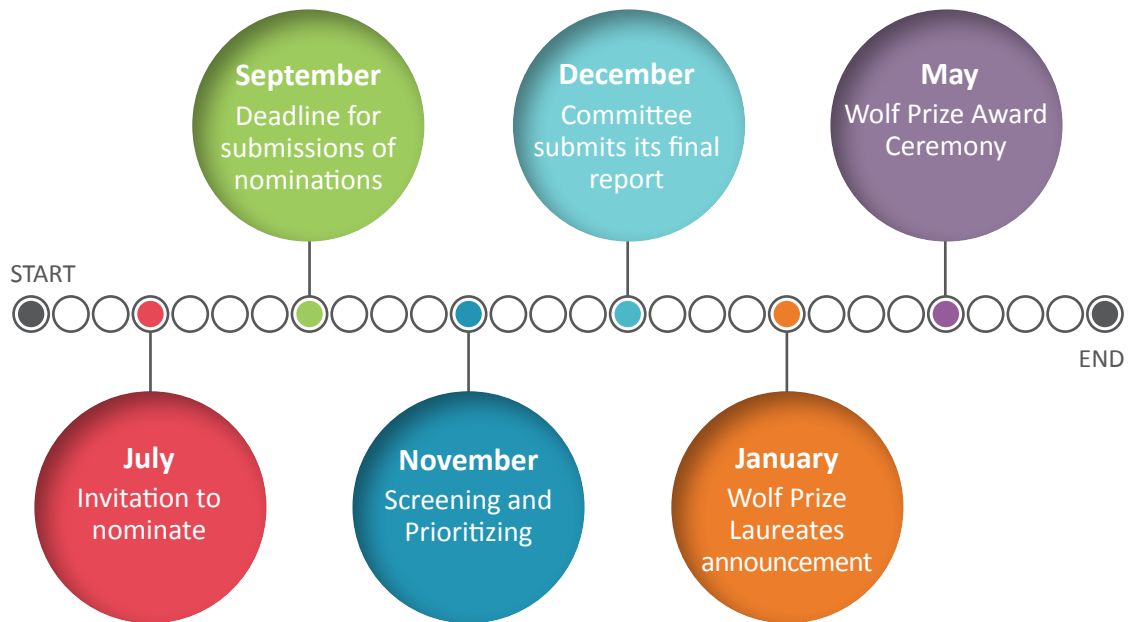 START
July
Invitation to
nominate
September
Deadline for
submissions of
nominations
November
Screening and
Prioritizing
December
Committee
submits its final
report
January
Wolf Prize
Laureates
announcement
May
Wolf Prize Award
Ceremony
END